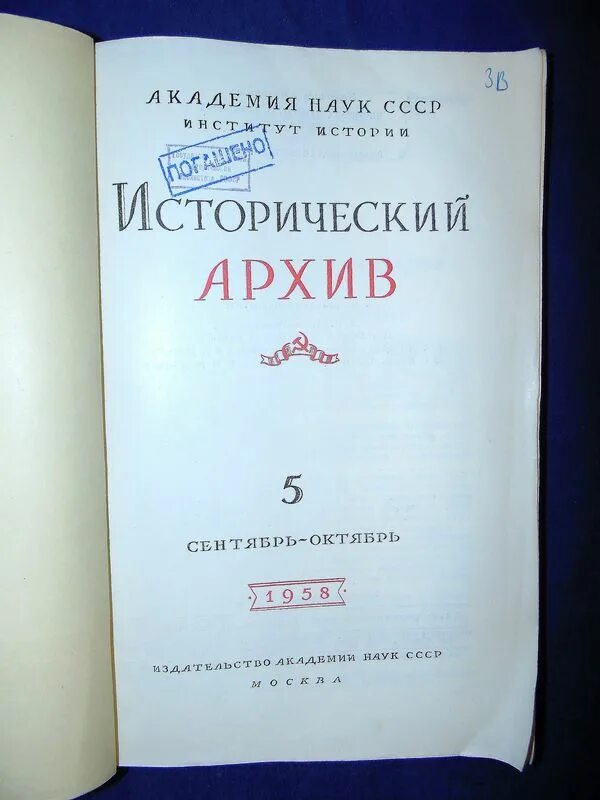 3В
АКАДЕМИЯ НАУК СССР
ИНСТИТУТ ИСТОРИИ
ПОГАШЕНО
ИСТОРИЧЕСКИЙ
АРХИВ
5
СЕНТЯБРЬ-ОКТЯБРЬ
1958
ИЗДАТЕЛЬСТВО АКАДЕМИИ НАУК СССР
МОСКВА